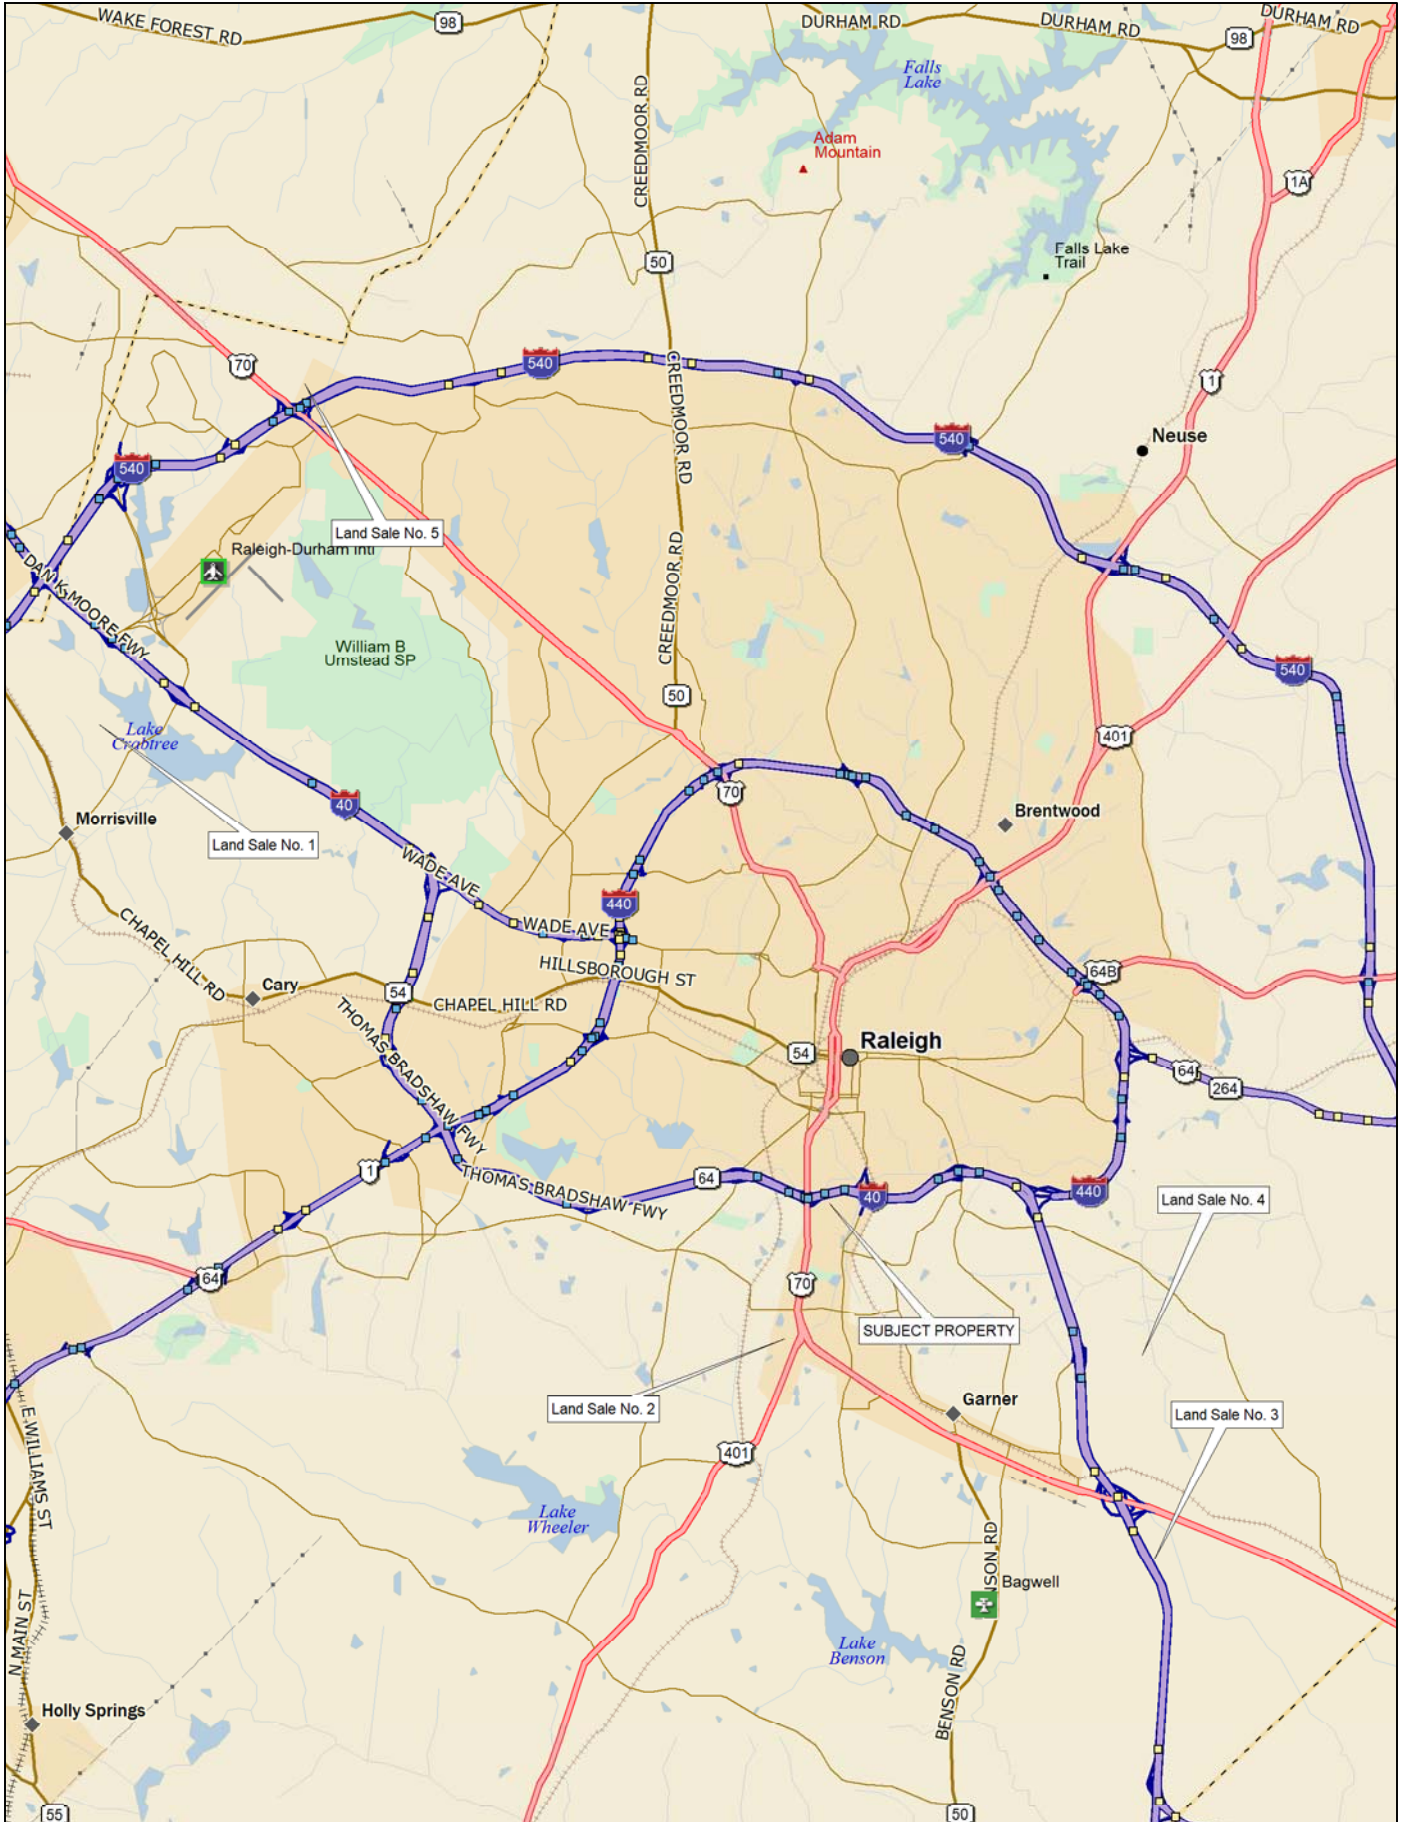 WAKE FOREST RD
98
DURHAM RD
DURHAM RD
DURHAM RD
98
Falls
Lake
CREEDMOOR RD
Adam
Mountain
1A
Falls Lake
Trail
50
70
540
CREEDMOOR RD
1
540
Neuse
540
Land Sale No. 5
Raleigh-Durham Intl
DAN K MOORE FWY
CREEDMOOR RD
William B
Umstead SP
540
50
Lake
Crabtree
401
70
40
Morrisville
Brentwood
Land Sale No. 1
WADE AVE
440
CHAPEL HILL RD
WADE AVE
HILLSBOROUGH ST
64B
Cary
54
CHAPEL HILL RD
THOMAS BRADSHAW FWY
Raleigh
54
64
264
1
64
THOMAS BRADSHAW FWY
40
440
Land Sale No. 4
64
70
SUBJECT PROPERTY
Land Sale No. 2
Garner
Land Sale No. 3
E WILLIAMS ST
401
Lake
Wheeler
NSON RD
Bagwell
N MAIN ST
Lake
Benson
BENSON RD
Holly Springs
55
50